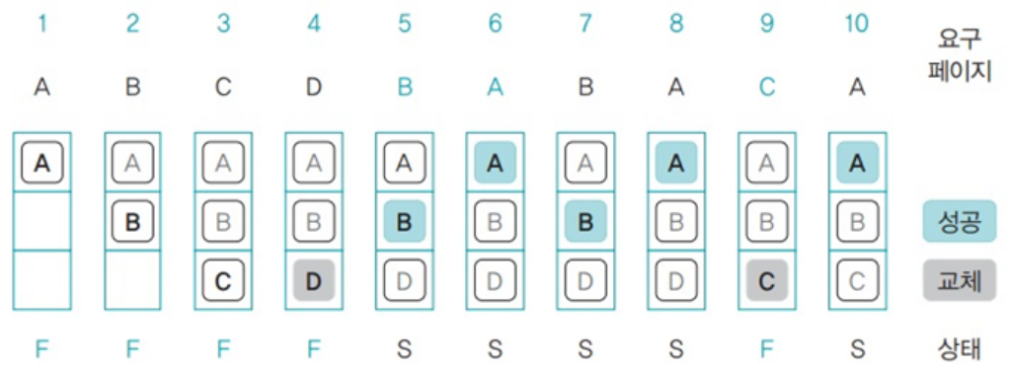 1 2 3 4 5 6 7 8 9 10
요구
페이지
A B C D B A B A C A
A A A A A A A A A A
B B B B B B B B B 성공
C D D D D D C C 교체
F F F F S S S S F S 상태